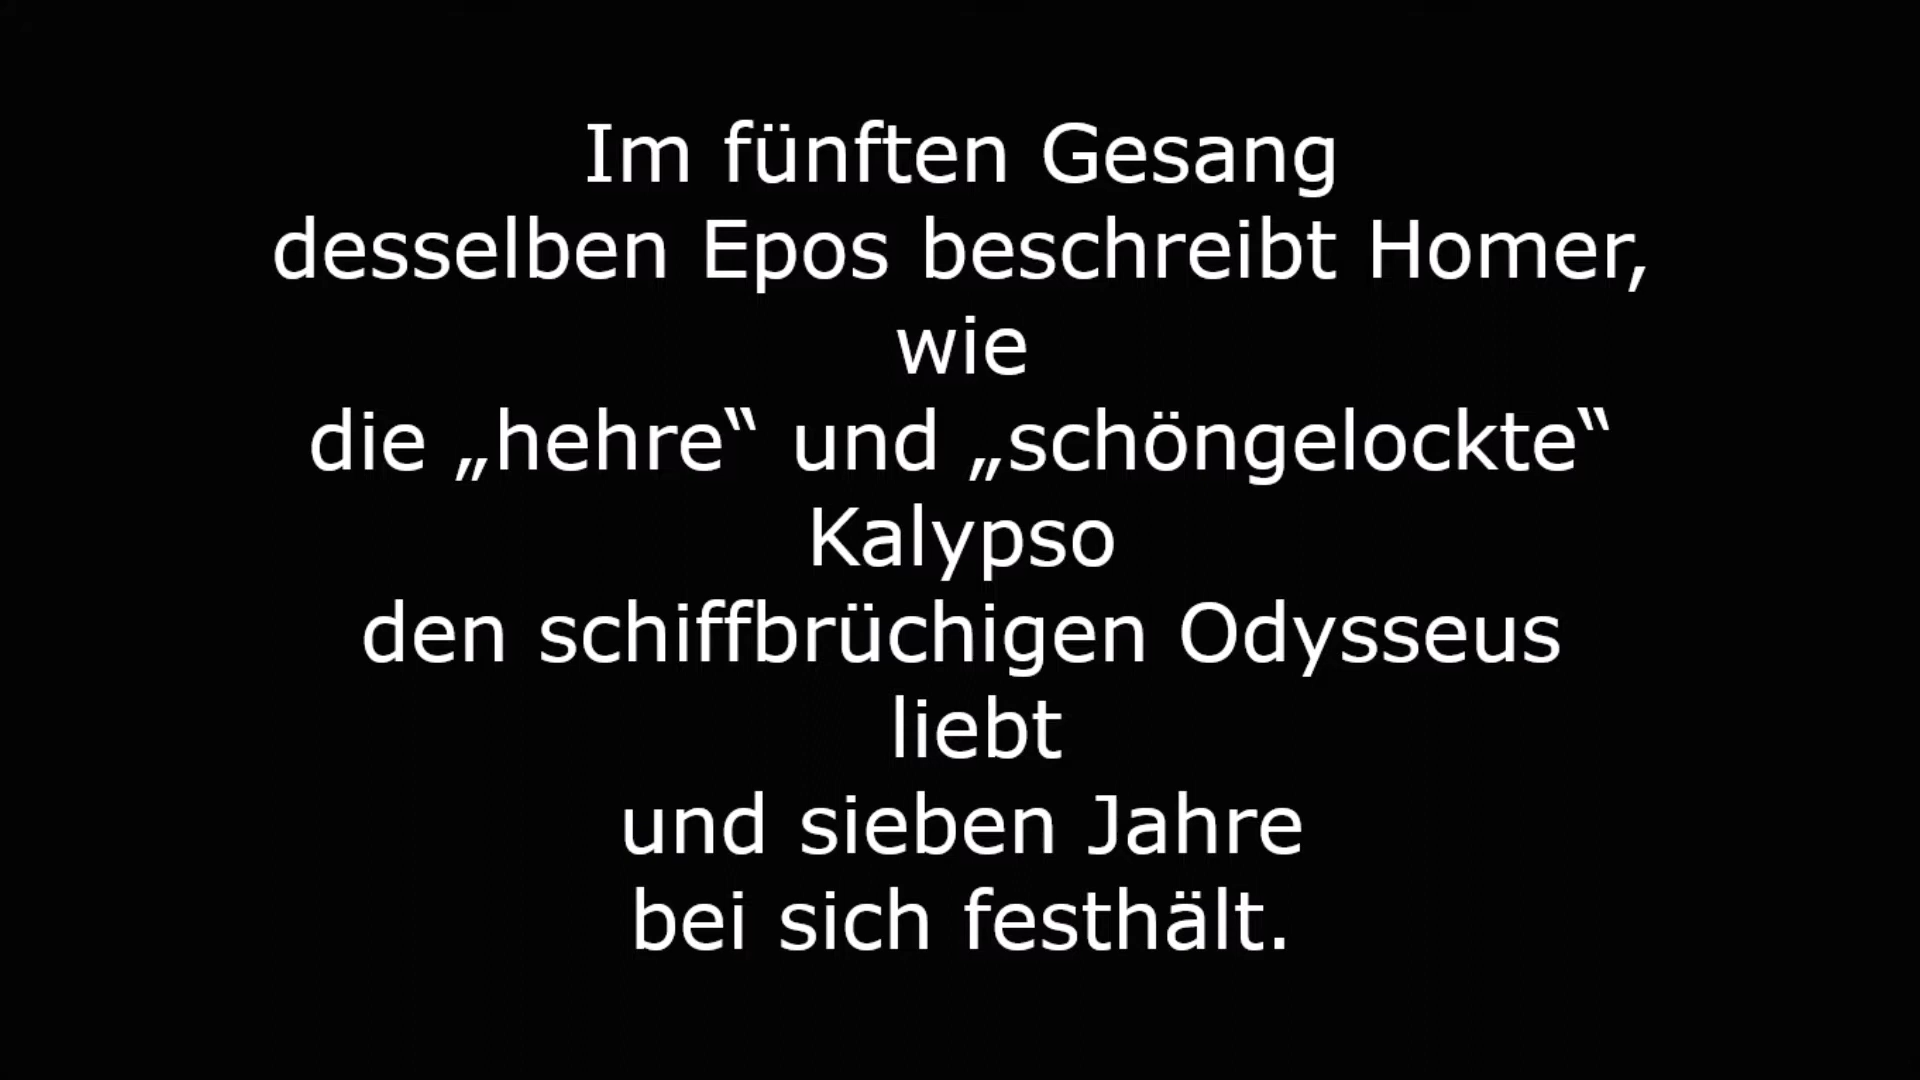 Im fünften Gesang
desselben Epos beschreibt Homer,
wie
die „hehre“ und „schöngelockte“
Kalypso
den schiffbrüchigen Odysseus
liebt
und sieben Jahre
bei sich festhält.